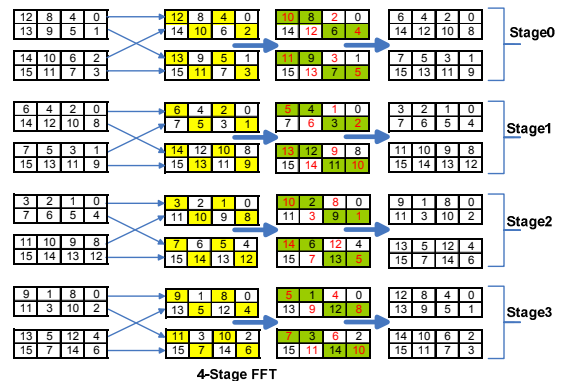 12 8 4 0 12 8 4 0 10 8 2 0 6 4 2 0
13 9 5 1 14 10 6 2 14 12 6 4 14 12 10 8
Stage0
14 10 6 2 13 9 5 1 11 9 3 1 7 5 3 1
15 11 7 3 15 11 7 3 15 13 7 5 15 13 11 9
6 4 2 0 6 4 2 0 5 4 1 0 3 2 1 0
14 12 10 8 7 5 3 1 7 6 3 2 7 6 5 4
Stage1
7 5 3 1 14 12 10 8 13 12 9 8 11 10 9 8
15 13 11 9 15 13 11 9 15 14 11 10 15 14 13 12
3 2 1 0 3 2 1 0 10 2 8 0 9 1 8 0
7 6 5 4 11 10 9 8 11 3 9 1 11 3 10 2
Stage2
11 10 9 8 7 6 5 4 14 6 12 4 13 5 12 4
15 14 13 12 15 14 13 12 15 7 13 5 15 7 14 6
9 1 8 0 9 1 8 0 5 1 4 0 12 8 4 0
11 3 10 2 13 5 12 4 13 9 12 8 13 9 5 1
Stage3
13 5 12 4 11 3 10 2 7 3 6 2 14 10 6 2
15 7 14 6 15 7 14 6 15 11 14 10 15 11 7 3
4-Stage FFT